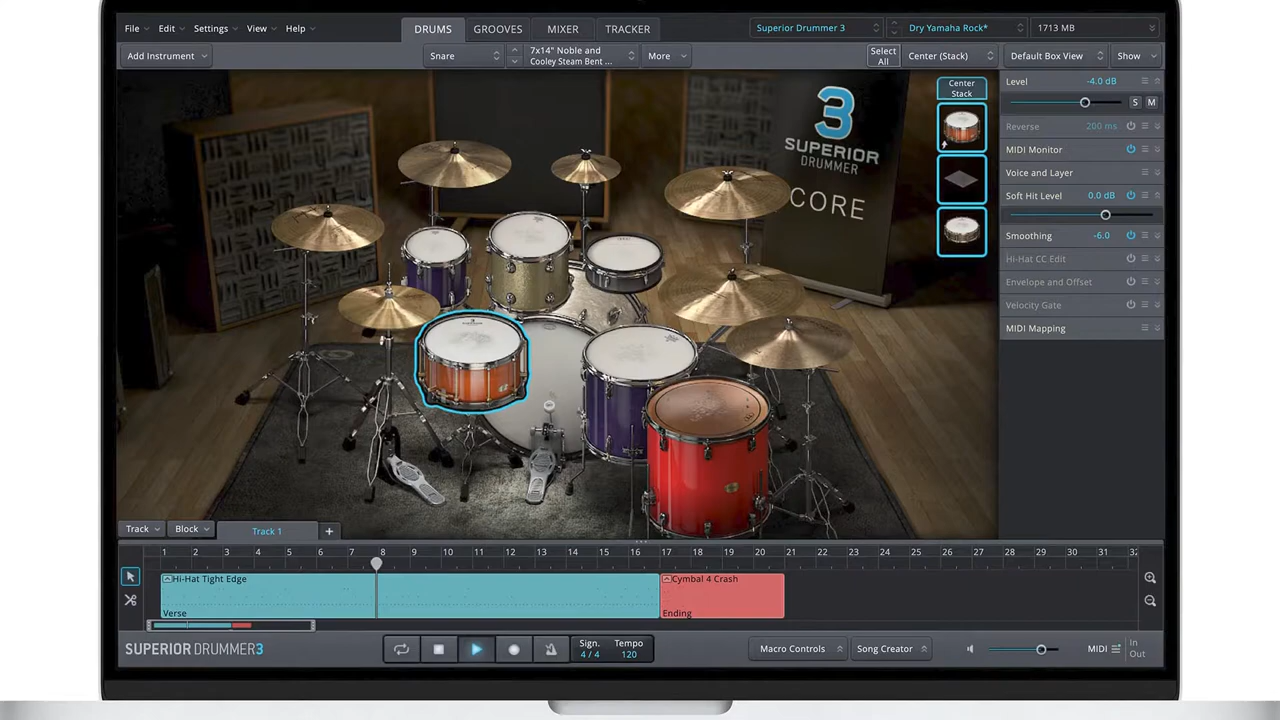 File Edit Settings View Help
DRUMS GROOVES MIXER TRACKER
Superior Drummer 3 Dry Yamaha Rock* 1713 MB
Add Instrument Snare 7x14" Noble and
Cooley Steam Bent ... More
Select
All Center (Stack) Default Box View Show
Center
Stack
3
SUPERIOR
DRUMMER
CORE
Level -4.0 dB
S M
Reverse 200 ms
MIDI Monitor
Voice and Layer
Soft Hit Level 0.0 dB
Smoothing -6.0
Hi-Hat CC Edit
Envelope and Offset
Velocity Gate
MIDI Mapping
Track Block Track 1 +
1 2 3 4 5 6 7 8 9 10 11 12 13 14 15 16 17 18 19 20 21 22 23 24 25 26 27 28 29 30 31 32
Hi-Hat Tight Edge Cymbal 4 Crash
Verse Ending
SUPERIOR DRUMMER 3
Sign. Tempo
4/4 120
Macro Controls Song Creator MIDI In
Out